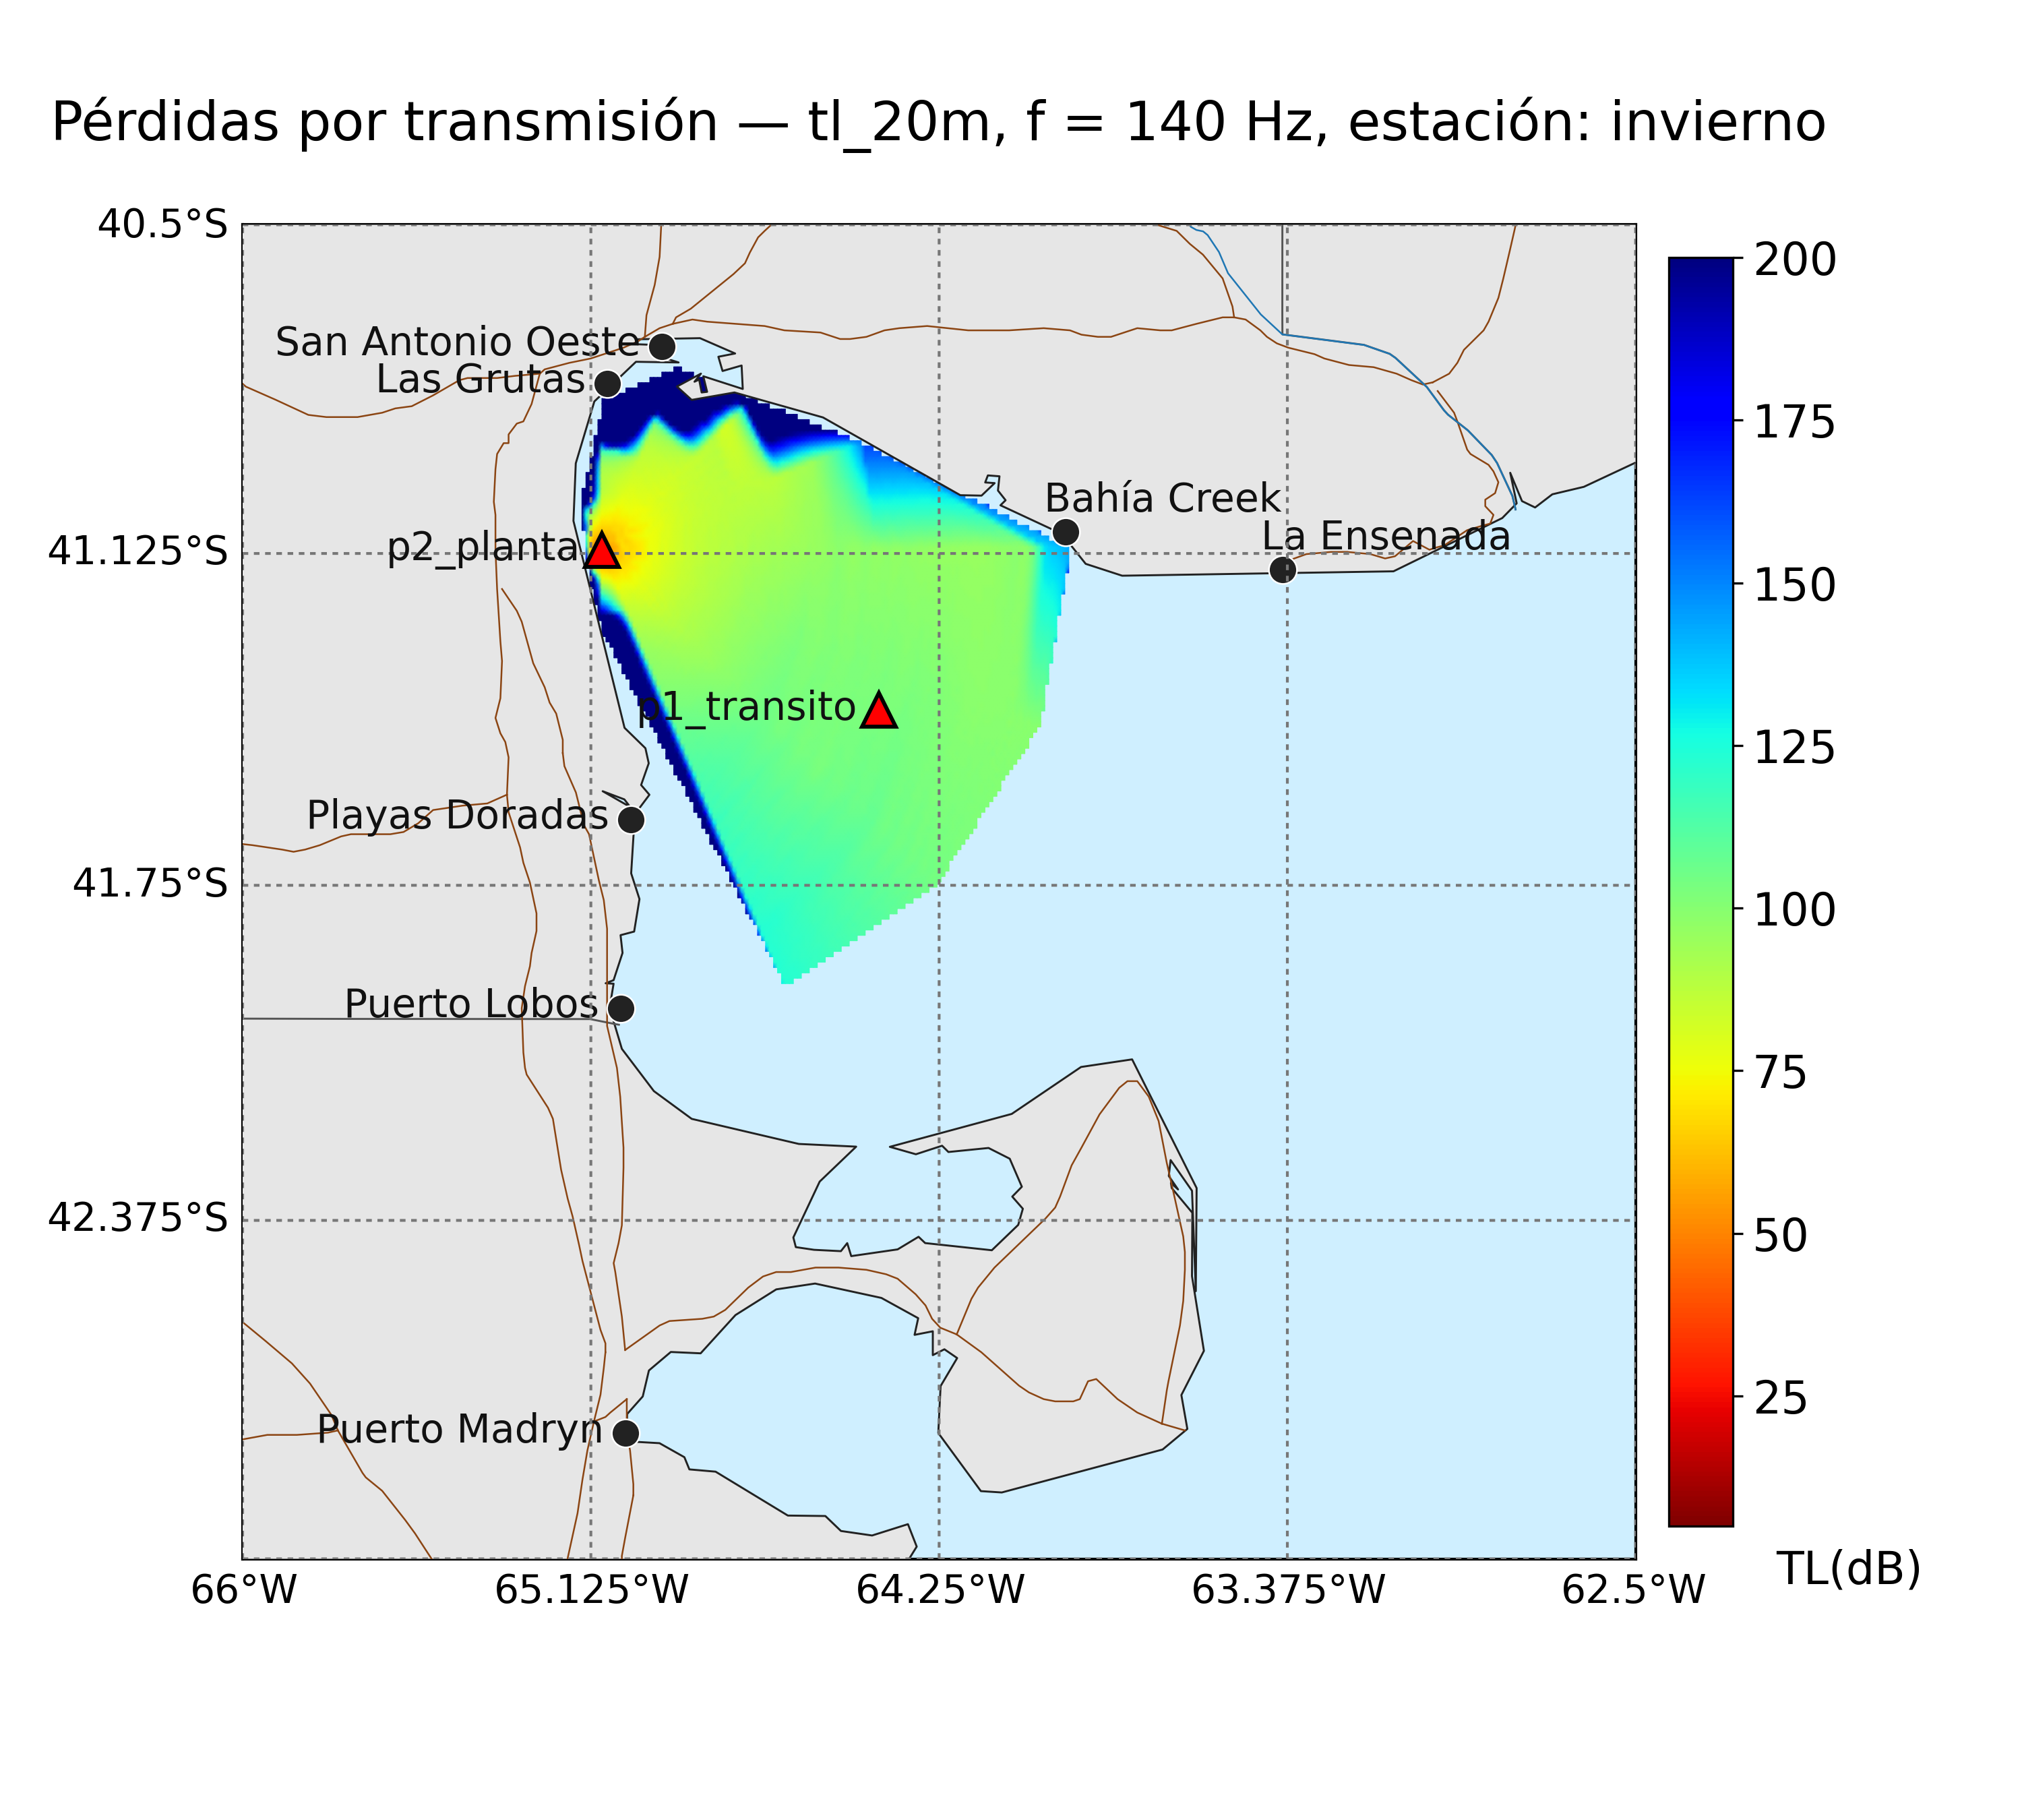 Pérdidas por transmisión — tl_20m, f = 140 Hz, estación: invierno
40.5°S
200
San Antonio Oeste
Las Grutas
175
Bahía Creek
La Ensenada
p2_planta
41.125°S
150
p1_transito
125
Playas Doradas
41.75°S
100
Puerto Lobos
75
42.375°S
50
25
Puerto Madryn
TL(dB)
66°W 65.125°W 64.25°W 63.375°W 62.5°W